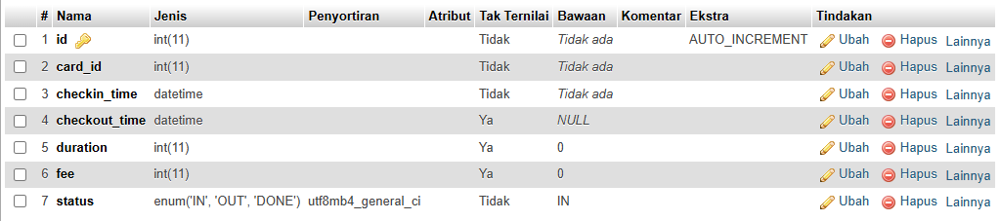 # Nama Jenis Penyortiran Atribut Tak Ternilai Bawaan Komentar Ekstra Tindakan
1 id int(11) Tidak Tidak ada AUTO_INCREMENT Ubah Hapus Lainnya
2 card_id int(11) Tidak Tidak ada Ubah Hapus Lainnya
3 checkin_time datetime Tidak Tidak ada Ubah Hapus Lainnya
4 checkout_time datetime Ya NULL Ubah Hapus Lainnya
5 duration int(11) Ya 0 Ubah Hapus Lainnya
6 fee int(11) Ya 0 Ubah Hapus Lainnya
7 status enum('IN', 'OUT', 'DONE') utf8mb4_general_ci Tidak IN Ubah Hapus Lainnya